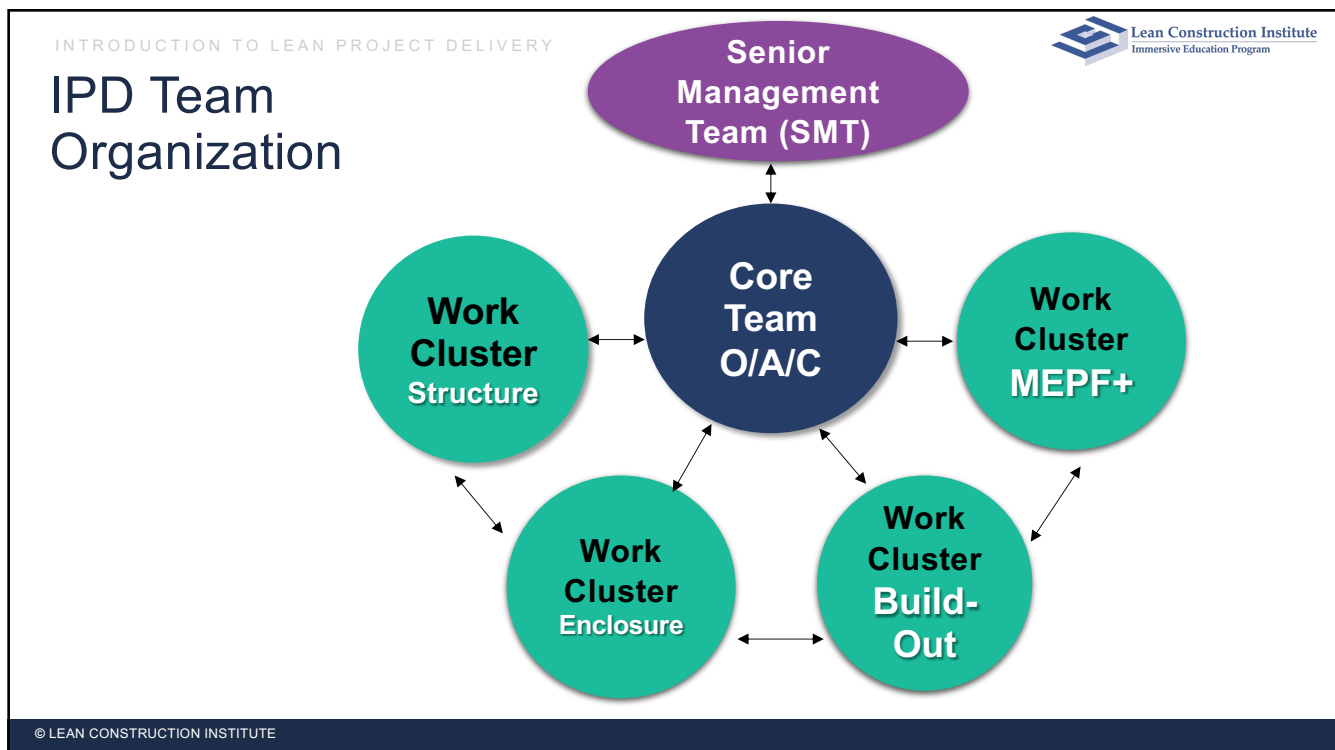 INTRODUCTION TO LEAN PROJECT DELIVERY
IPD Team
Organization
Lean Construction Institute
Immersive Education Program
Senior
Management
Team (SMT)
Core
Team
O/A/C
Work
Cluster
Structure
Work
Cluster
MEPF+
Work
Cluster
Enclosure
Work
Cluster
Build-
Out
© LEAN CONSTRUCTION INSTITUTE